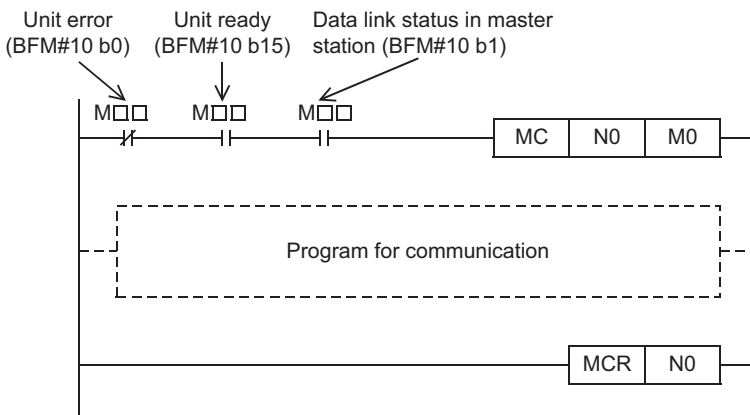 Unit error
(BFM#10 b0)
Unit ready
(BFM#10 b15)
Data link status in master
station (BFM#10 b1)
M□□
M□□
M□□
MC N0 M0
Program for communication
MCR N0